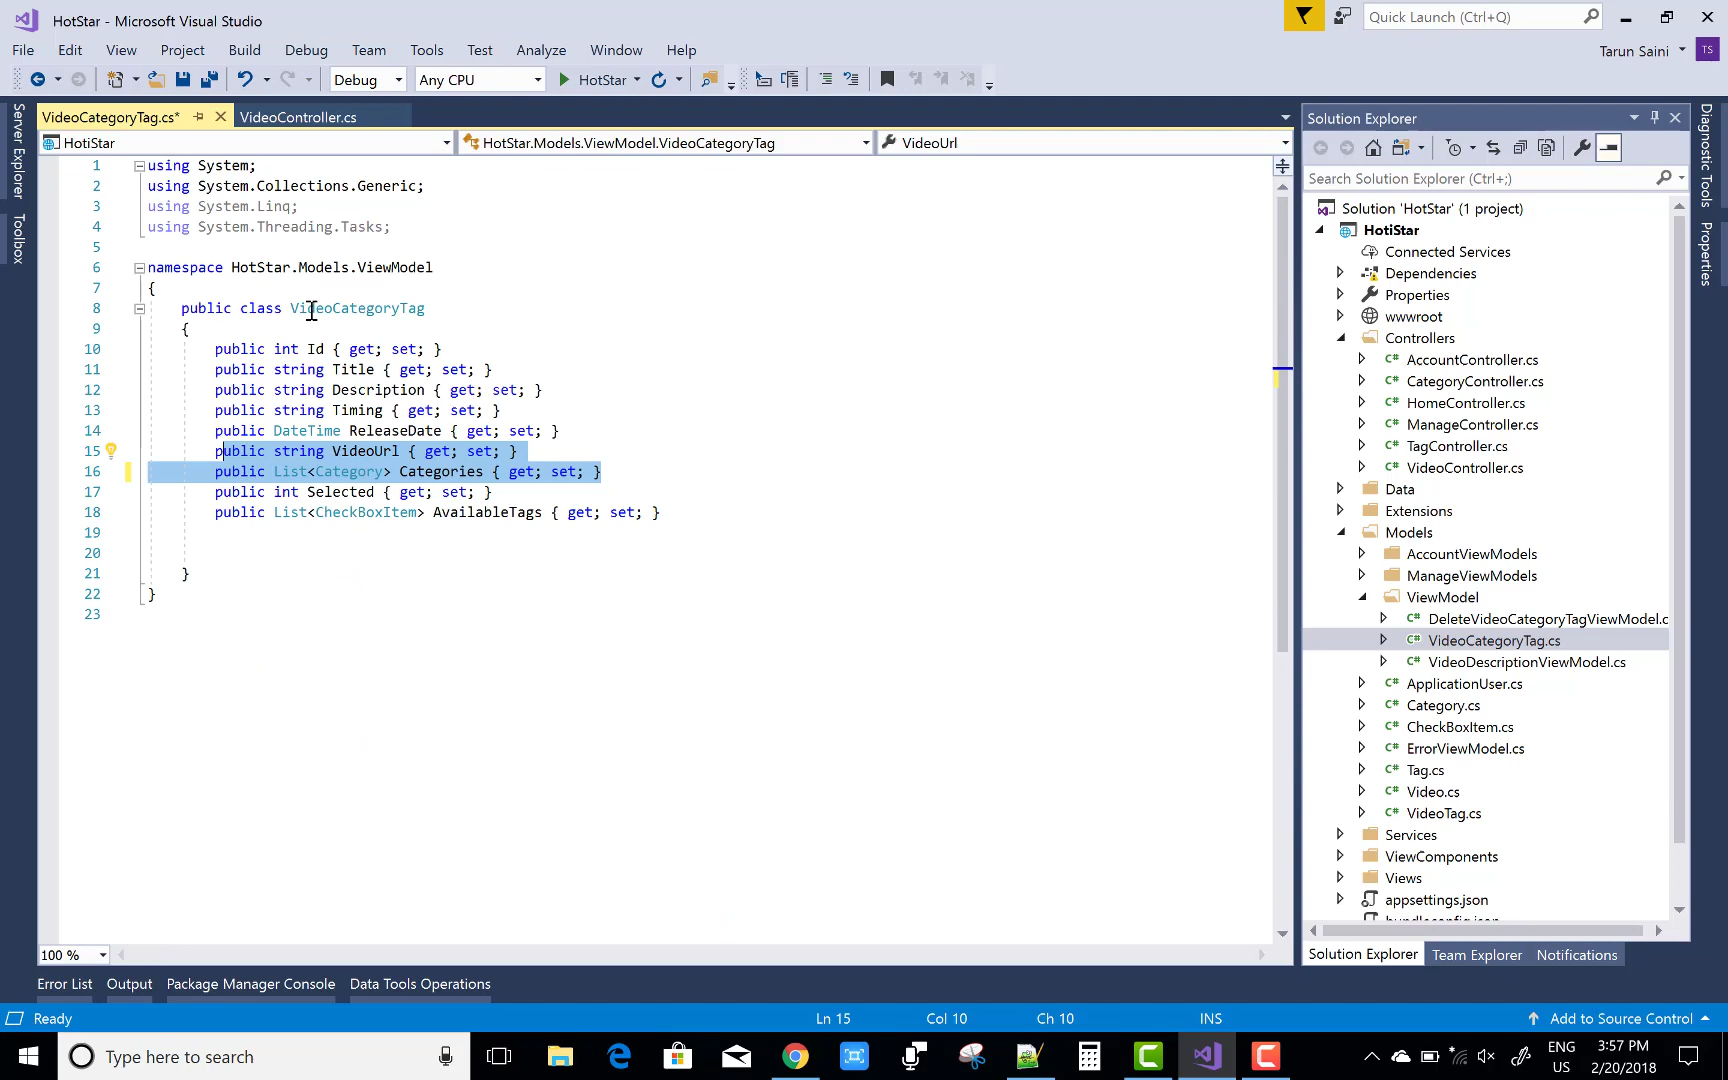 HotStar - Microsoft Visual Studio
Quick Launch (Ctrl+Q)
File Edit View Project Build Debug Team Tools Test Analyze Window Help
Tarun Saini TS
Debug Any CPU HotStar
Server Explorer
Toolbox
VideoCategoryTag.cs* VideoController.cs
HotiStar HotStar.Models.ViewModel.VideoCategoryTag VideoUrl
1 using System;
2 using System.Collections.Generic;
3 using System.Linq;
4 using System.Threading.Tasks;
5
6 namespace HotStar.Models.ViewModel
7 {
8 public class VideoCategoryTag
9 {
10 public int Id { get; set; }
11 public string Title { get; set; }
12 public string Description { get; set; }
13 public string Timing { get; set; }
14 public DateTime ReleaseDate { get; set; }
15 public string VideoUrl { get; set; }
16 public List<Category> Categories { get; set; }
17 public int Selected { get; set; }
18 public List<CheckBoxItem> AvailableTags { get; set; }
19
20
21 }
22 }
23
100 %
Solution Explorer
Search Solution Explorer (Ctrl+;)
Solution 'HotStar' (1 project)
HotiStar
Connected Services
Dependencies
Properties
wwwroot
Controllers
C# AccountController.cs
C# CategoryController.cs
C# HomeController.cs
C# ManageController.cs
C# TagController.cs
C# VideoController.cs
Data
Extensions
Models
AccountViewModels
ManageViewModels
ViewModel
C# DeleteVideoCategoryTagViewModel.c
C# VideoCategoryTag.cs
C# VideoDescriptionViewModel.cs
C# ApplicationUser.cs
C# Category.cs
C# CheckBoxItem.cs
C# ErrorViewModel.cs
C# Tag.cs
C# Video.cs
C# VideoTag.cs
Services
ViewComponents
Views
appsettings.json
Solution Explorer Team Explorer Notifications
Diagnostic Tools
Properties
Error List Output Package Manager Console Data Tools Operations
Ready Ln 15 Col 10 Ch 10 INS Add to Source Control
Type here to search
ENG
US
3:57 PM
2/20/2018